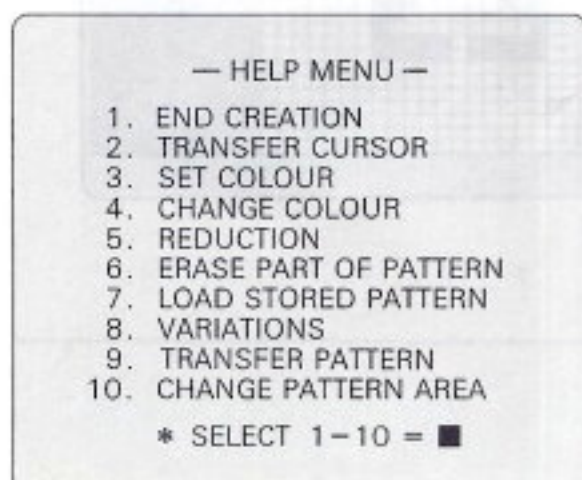 — HELP MENU —
1. END CREATION
2. TRANSFER CURSOR
3. SET COLOUR
4. CHANGE COLOUR
5. REDUCTION
6. ERASE PART OF PATTERN
7. LOAD STORED PATTERN
8. VARIATIONS
9. TRANSFER PATTERN
10. CHANGE PATTERN AREA
* SELECT 1–10 = ■